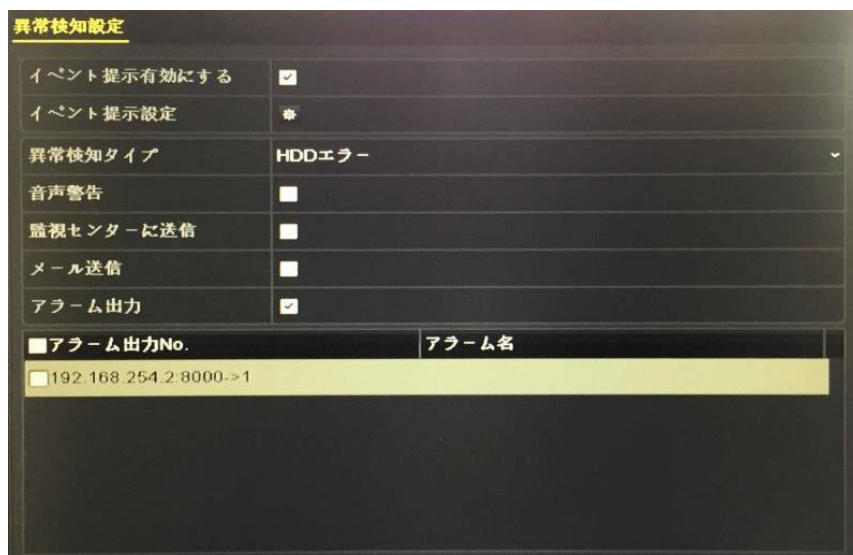 異常検知設定
イベント提示有効にする
イベント提示設定
異常検知タイプ HDDエラー
音声警告
監視センターに送信
メール送信
アラーム出力
アラーム出力No. アラーム名
192.168.254.2:8000->1